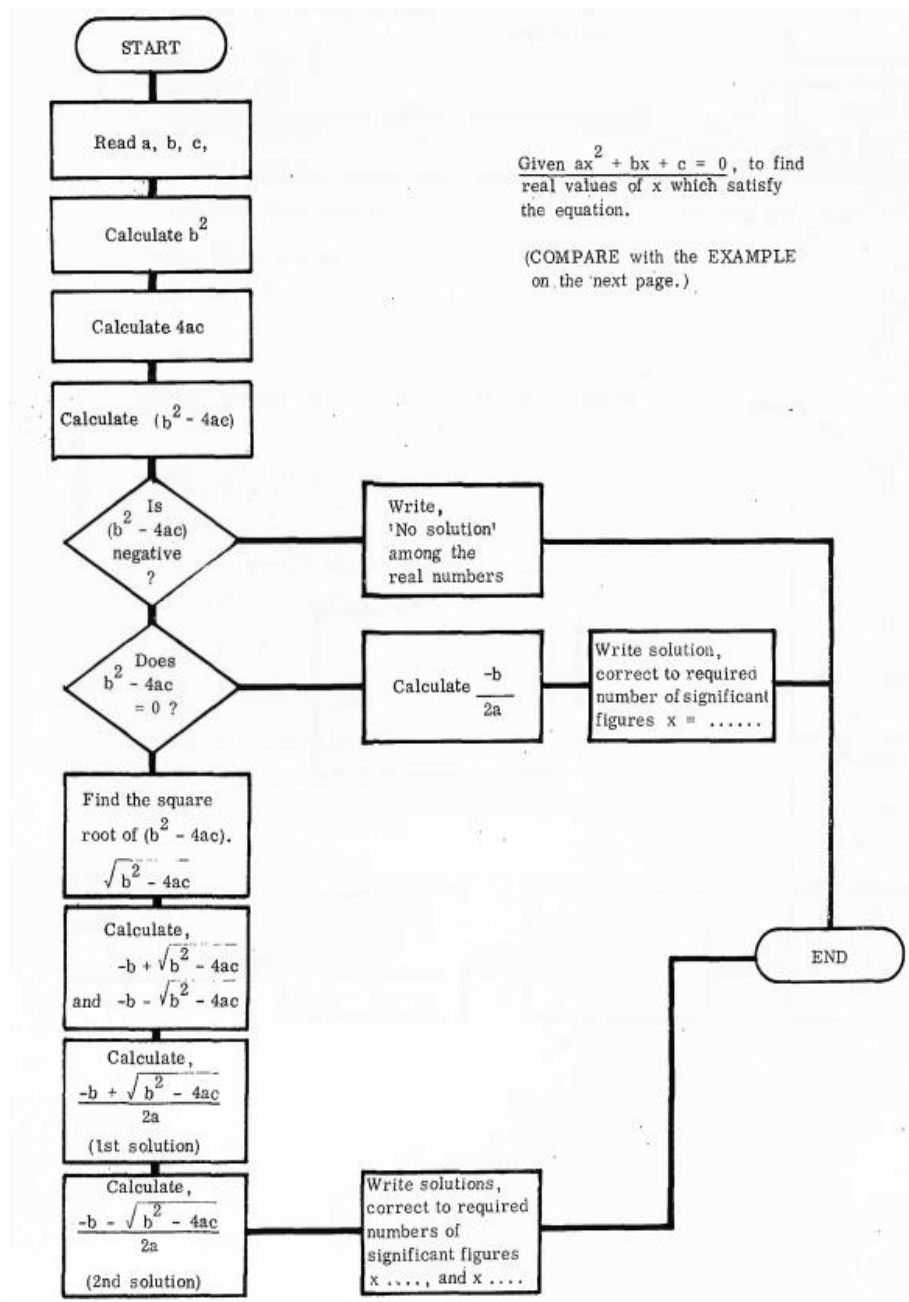 START
Read a, b, c,
Given ax² + bx + c = 0, to find
real values of x which satisfy
the equation.
(COMPARE with the EXAMPLE
on the next page.)
Calculate b²
Calculate 4ac
Calculate (b² - 4ac)
Is
(b² - 4ac)
negative
?
Write,
'No solution'
among the
real numbers
Does
b² - 4ac
= 0 ?
Calculate -b
2a
Write solution,
correct to required
number of significant
figures x = ......
Find the square
root of (b² - 4ac).
√b² - 4ac
Calculate,
-b + √b² - 4ac
and -b - √b² - 4ac
END
Calculate,
-b + √b² - 4ac
2a
(1st solution)
Calculate,
-b - √b² - 4ac
2a
(2nd solution)
Write solutions,
correct to required
numbers of
significant figures
x ...., and x ....